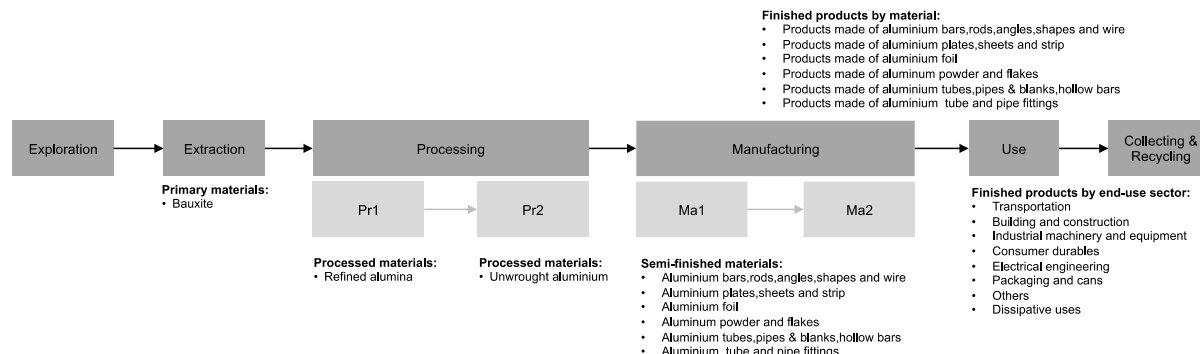 Finished products by material:
• Products made of aluminium bars,rods,angles,shapes and wire
• Products made of aluminium plates,sheets and strip
• Products made of aluminium foil
• Products made of aluminum powder and flakes
• Products made of aluminium tubes,pipes & blanks,hollow bars
• Products made of aluminium tube and pipe fittings
Exploration
Extraction
Processing
Manufacturing
Use
Collecting &
Recycling
Primary materials:
• Bauxite
Pr1
Pr2
Ma1
Ma2
Processed materials:
• Refined alumina
Processed materials:
• Unwrought aluminium
Semi-finished materials:
• Aluminium bars,rods,angles,shapes and wire
• Aluminium plates,sheets and strip
• Aluminium foil
• Aluminum powder and flakes
• Aluminium tubes,pipes & blanks,hollow bars
• Aluminium tube and pipe fittings
Finished products by end-use sector:
• Transportation
• Building and construction
• Industrial machinery and equipment
• Consumer durables
• Electrical engineering
• Packaging and cans
• Others
• Dissipative uses